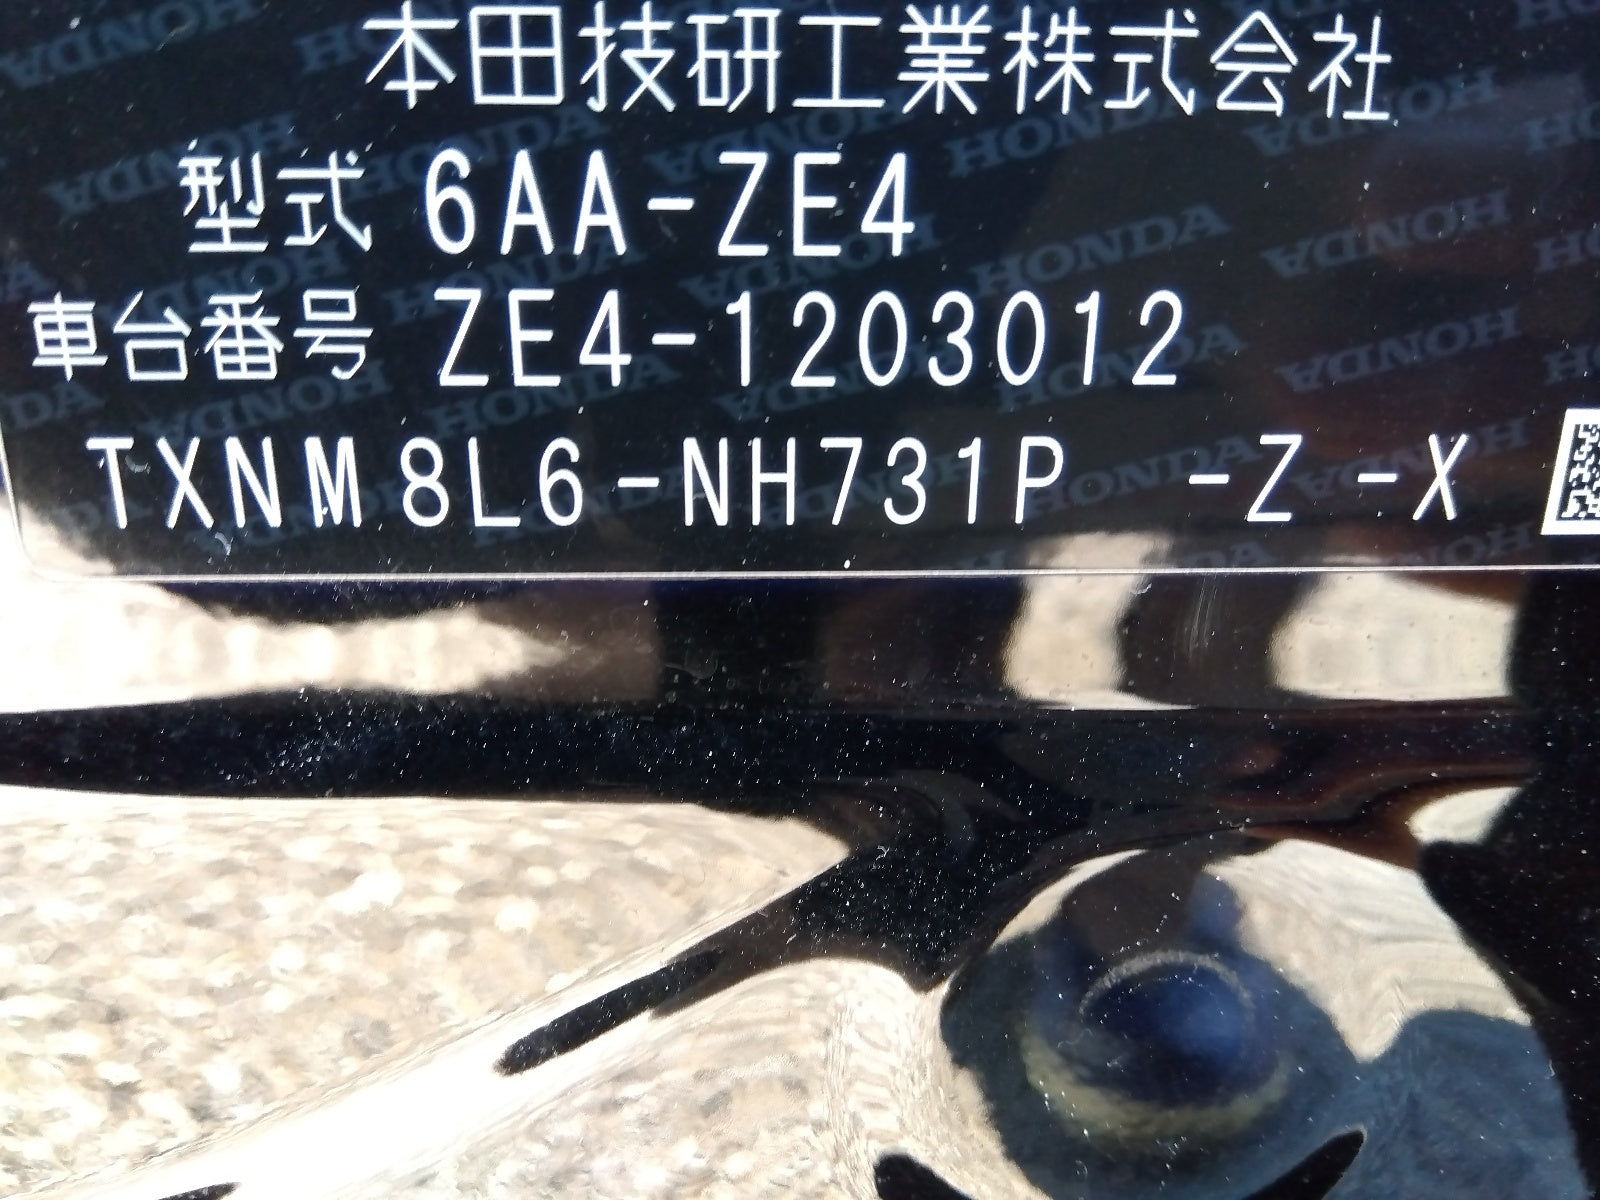 本田技研工業株式会社
型式 6AA-ZE4
車台番号 ZE4-1203012
TXNM8L6-NH731P -Z -X